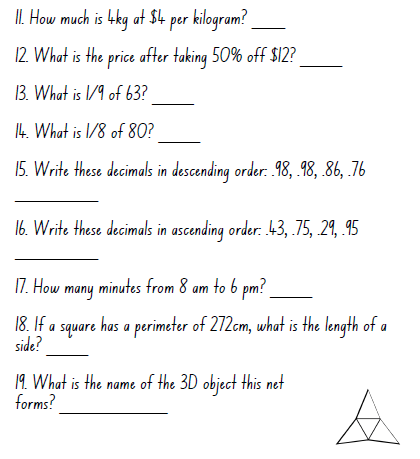 11. How much is 4kg at $4 per kilogram? ____
12. What is the price after taking 50% off $12? _____
13. What is 1/9 of 63? _____
14. What is 1/8 of 80? _____
15. Write these decimals in descending order: .98, .98, .86, .76
__________
16. Write these decimals in ascending order: .43, .75, .29, .95
__________
17. How many minutes from 8 am to 6 pm? _____
18. If a square has a perimeter of 272cm, what is the length of a
side? _____
19. What is the name of the 3D object this net
forms? _____________